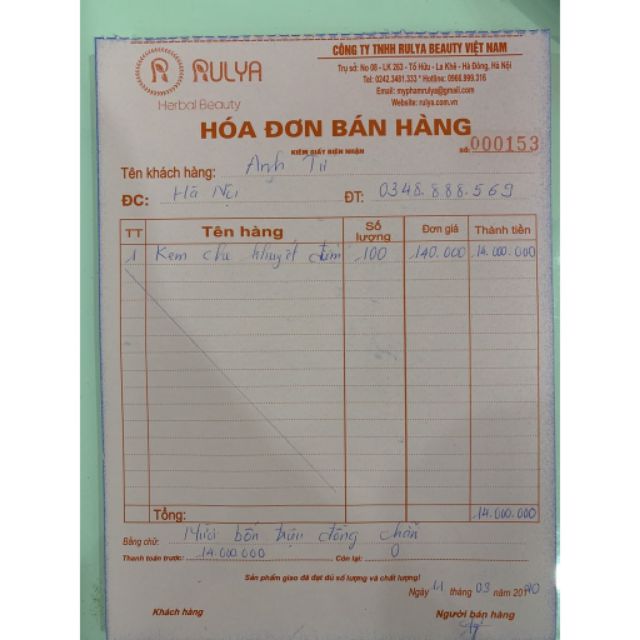 RULYA
Herbal Beauty
CÔNG TY TNHH RULYA BEAUTY VIỆT NAM
Trụ sở: No 08 - LK 263 - Tố Hữu - La Khê - Hà Đông, Hà Nội
Tel: 0242.3481.333 * Hotline: 0966.999.316
Email: myphamrulya@gmail.com
Website: rulya.com.vn
HÓA ĐƠN BÁN HÀNG
KIÊM GIẤY BIÊN NHẬN
Số: 000153
Tên khách hàng: Anh Tú
ĐC: Hà Nội ĐT: 0348.888.569
TT Tên hàng Số lượng Đơn giá Thành tiền
1 Kem che khuyết điểm 100 140.000 14.000.000
Tổng: 14.000.000
Bằng chữ: Mười bốn triệu đồng chẵn
Thanh toán trước: 14.000.000 Còn lại: 0
Sản phẩm giao đã đạt đủ số lượng và chất lượng!
Ngày 11 tháng 03 năm
Khách hàng Người bán hàng